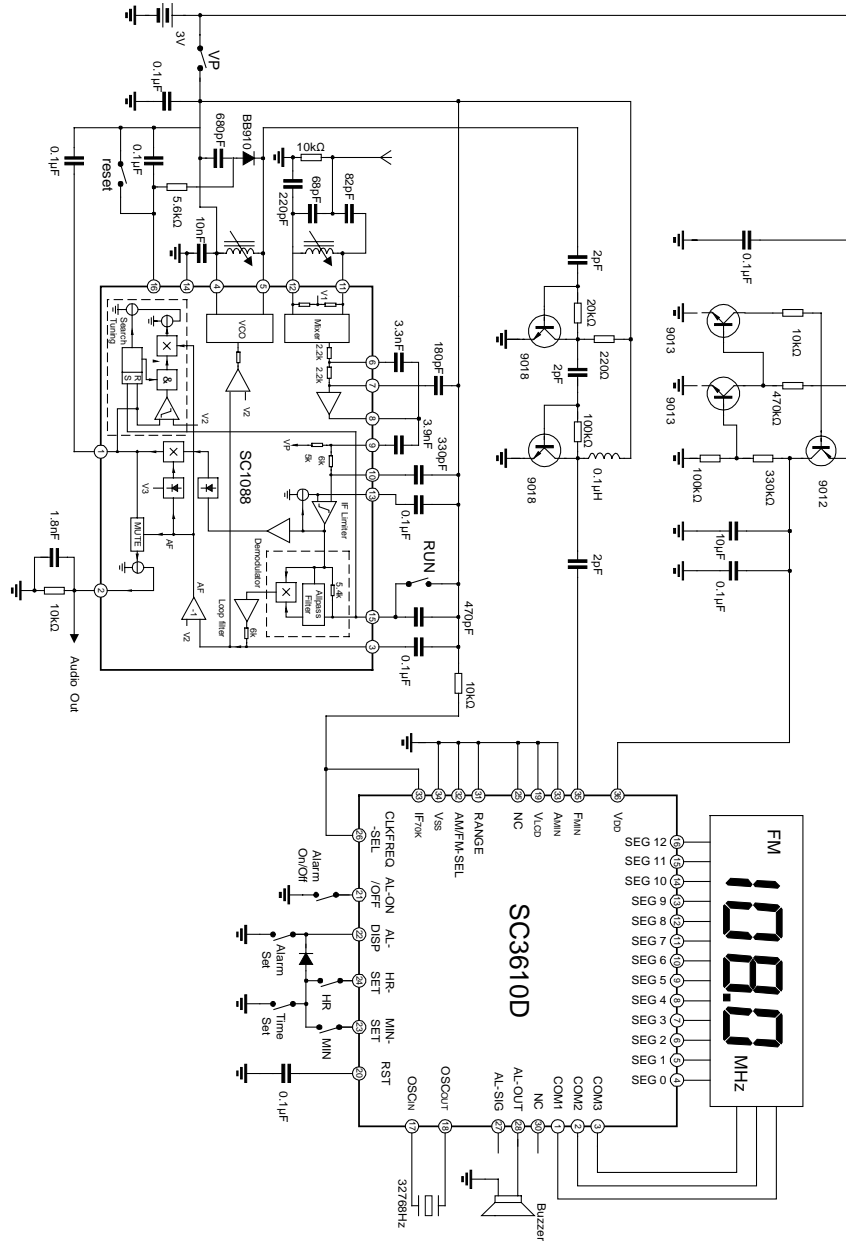 3V
VP
0.1µF
0.1µF
reset
0.1µF
5.6kΩ
680pF
BB910
10nF
10kΩ
220pF
68pF
82pF
16
14
4
5
12
11
Search
Tuning
R
S
&
V2
VCO
V2
Mixer
V1
2.2k
2.2k
6
7
8
9
10
13
15
3
1
2
3.3nF
180pF
3.9nF
330pF
0.1µF
RUN
470pF
0.1µF
10kΩ
SC1088
VP
5k
6k
IF Limiter
Demodulator
5.4k
Allpass
Filter
6k
Loop filter
V3
AF
MUTE
AF
-1
V2
1.8nF
10kΩ
Audio Out
2pF
20kΩ
9018
220Ω
2pF
100kΩ
9018
0.1µH
2pF
0.1µF
9013
10kΩ
9013
470kΩ
9012
100kΩ
330kΩ
10µF
0.1µF
SC3610D
33
IF70K
34
VSS
32
AM/FM-SEL
31
RANGE
25
NC
19
VLCD
33
AMIN
35
FMIN
36
VDD
26
CLKFREQ
-SEL
21
AL-ON
/OFF
22
AL-
DISP
24
HR-
SET
23
MIN-
SET
20
RST
17
OSCIN
18
OSCOUT
27
AL-SIG
28
AL-OUT
30
NC
1
COM1
2
COM2
3
COM3
SEG 12 16
SEG 11 15
SEG 10 14
SEG 9 13
SEG 8 12
SEG 7 11
SEG 6 10
SEG 5 9
SEG 4 8
SEG 3 7
SEG 2 6
SEG 1 5
SEG 0 4
Alarm
On/Off
Alarm
Set
HR
Time
Set
MIN
0.1µF
32768Hz
Buzzer
FM
108.0
MHz